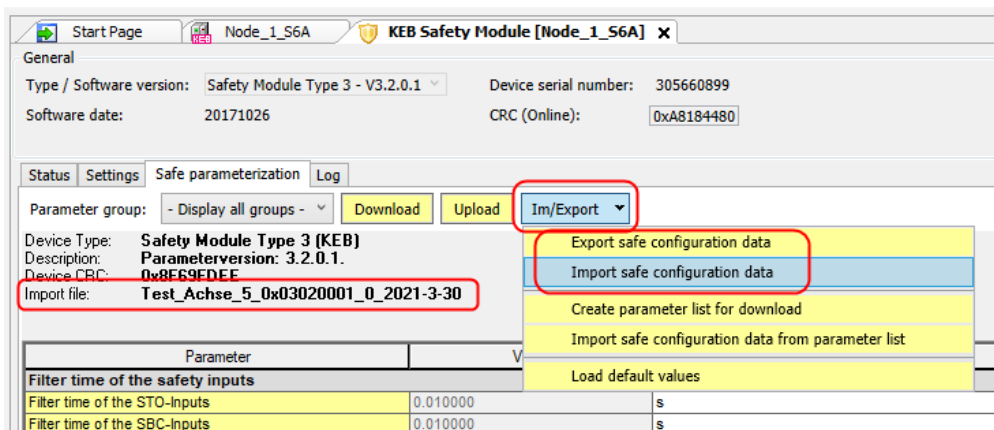 Start Page KEB Node_1_S6A KEB Safety Module [Node_1_S6A] x
General
Type / Software version: Safety Module Type 3 - V3.2.0.1 Device serial number: 305660899
Software date: 20171026 CRC (Online): 0xA8184480
Status Settings Safe parameterization Log
Parameter group: - Display all groups - Download Upload Im/Export
Device Type: Safety Module Type 3 (KEB)
Description: Parameterversion: 3.2.0.1.
Device CRC: 0x8F69FDFF
Import file: Test_Achse_5_0x03020001_0_2021-3-30
Export safe configuration data
Import safe configuration data
Create parameter list for download
Import safe configuration data from parameter list
Load default values
Parameter V
Filter time of the safety inputs
Filter time of the STO-Inputs 0.010000 s
Filter time of the SBC-Inputs 0.010000 s